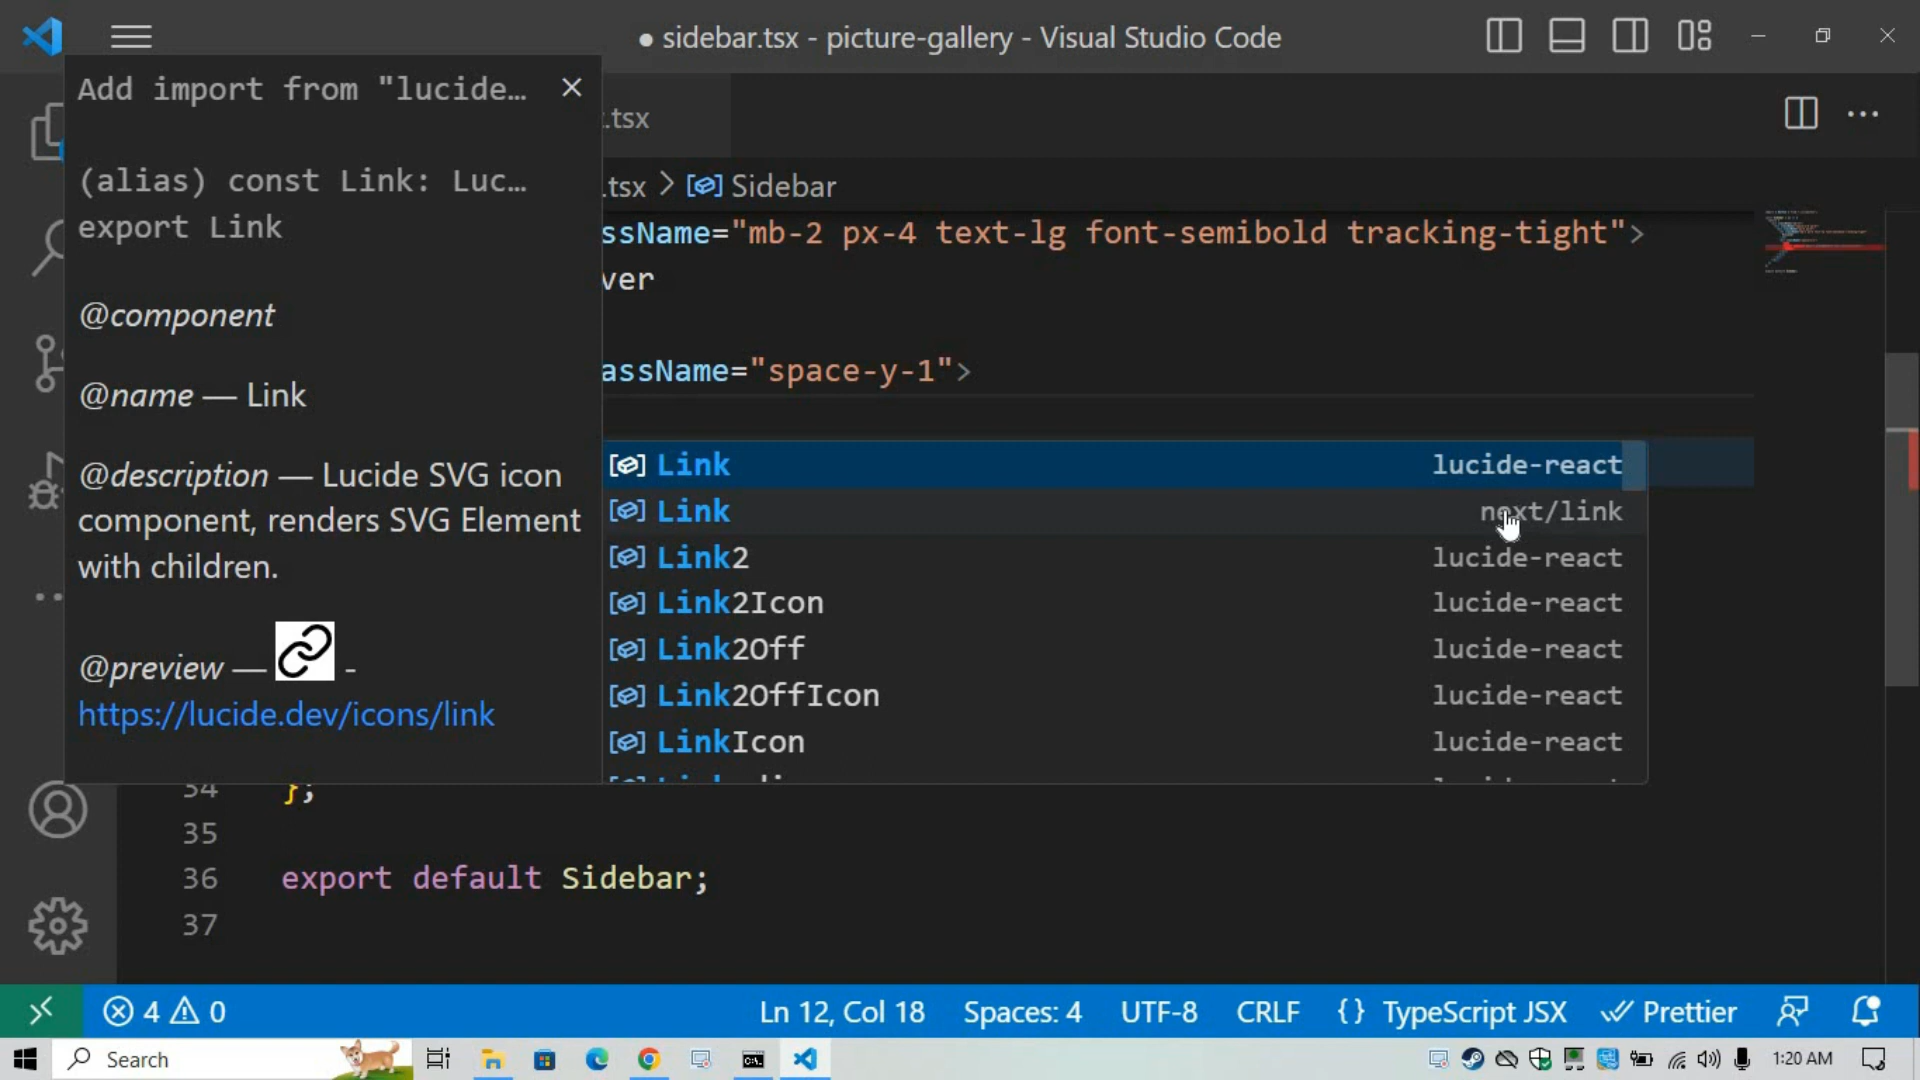 ● sidebar.tsx - picture-gallery - Visual Studio Code
Add import from "lucide…
.tsx
(alias) const Link: Luc…
export Link
.tsx > Sidebar
ssName="mb-2 px-4 text-lg font-semibold tracking-tight">
ver
@component
assName="space-y-1">
@name — Link
@description — Lucide SVG icon
component, renders SVG Element
with children.
@preview — -
https://lucide.dev/icons/link
Link lucide-react
Link next/link
Link2 lucide-react
Link2Icon lucide-react
Link2Off lucide-react
Link2OffIcon lucide-react
LinkIcon lucide-react
34 };
35
36 export default Sidebar;
37
4 0 Ln 12, Col 18 Spaces: 4 UTF-8 CRLF {} TypeScript JSX Prettier
Search 1:20 AM